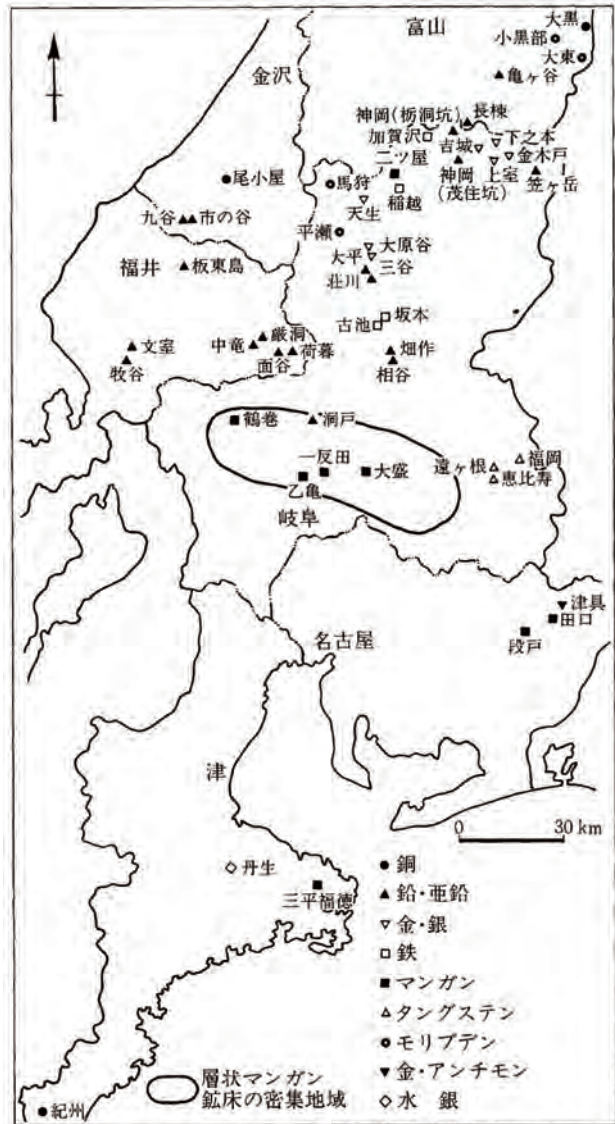 富山
大黒
小黒部
大東
亀ヶ谷
金沢
神岡(栃洞坑)
長棟
加賀沢
下之本
吉城
金木戸
二ツ屋
神岡
(茂住坑)
上室
笠ヶ岳
尾小屋
馬狩
稲越
天生
九谷
市の谷
平瀬
大原谷
福井
板東島
大平
三谷
荘川
古池
坂本
文室
中竜
厳洞
牧谷
面谷
荷暮
畑作
相谷
鶴巻
洞戸
一反田
大盛
乙亀
岐阜
遠ヶ根
福岡
恵比寿
津具
田口
段戸
名古屋
津
0 30 km
丹生
三平福徳
銅
鉛・亜鉛
金・銀
鉄
マンガン
タングステン
モリブデン
金・アンチモン
水 銀
層状マンガン
鉱床の密集地域
紀州